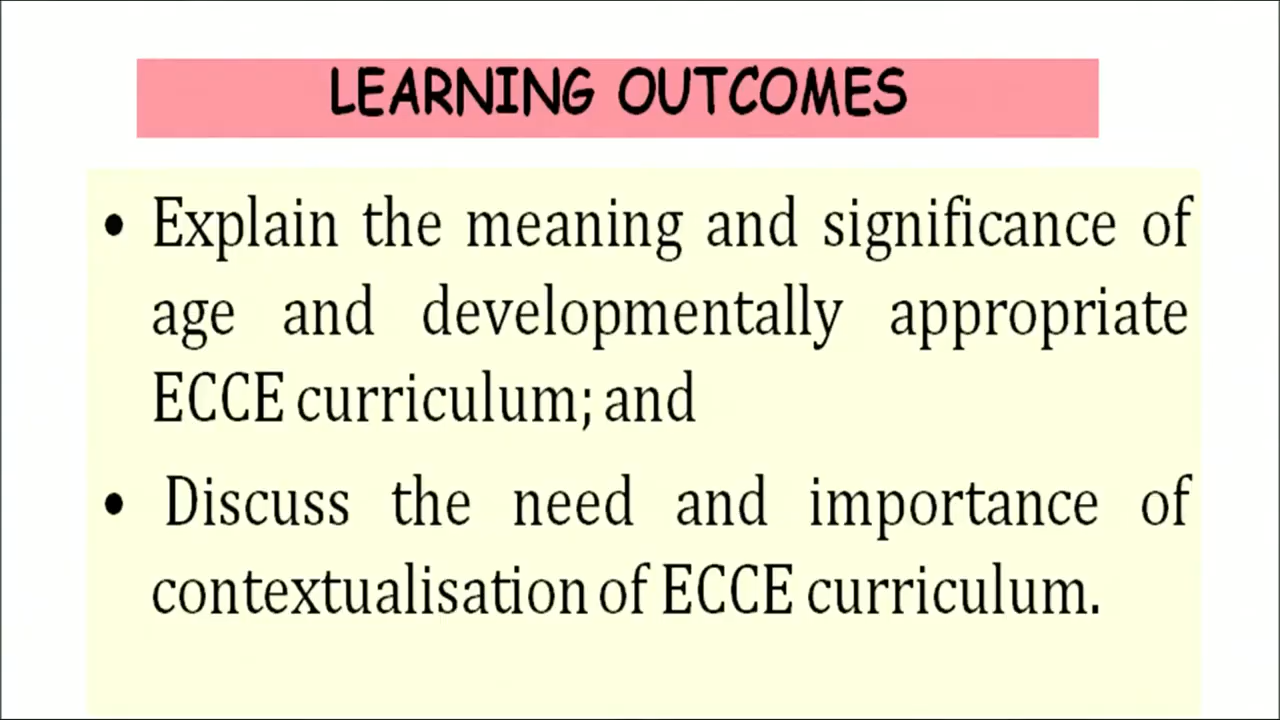 LEARNING OUTCOMES
• Explain the meaning and significance of
age and developmentally appropriate
ECCE curriculum; and
• Discuss the need and importance of
contextualisation of ECCE curriculum.